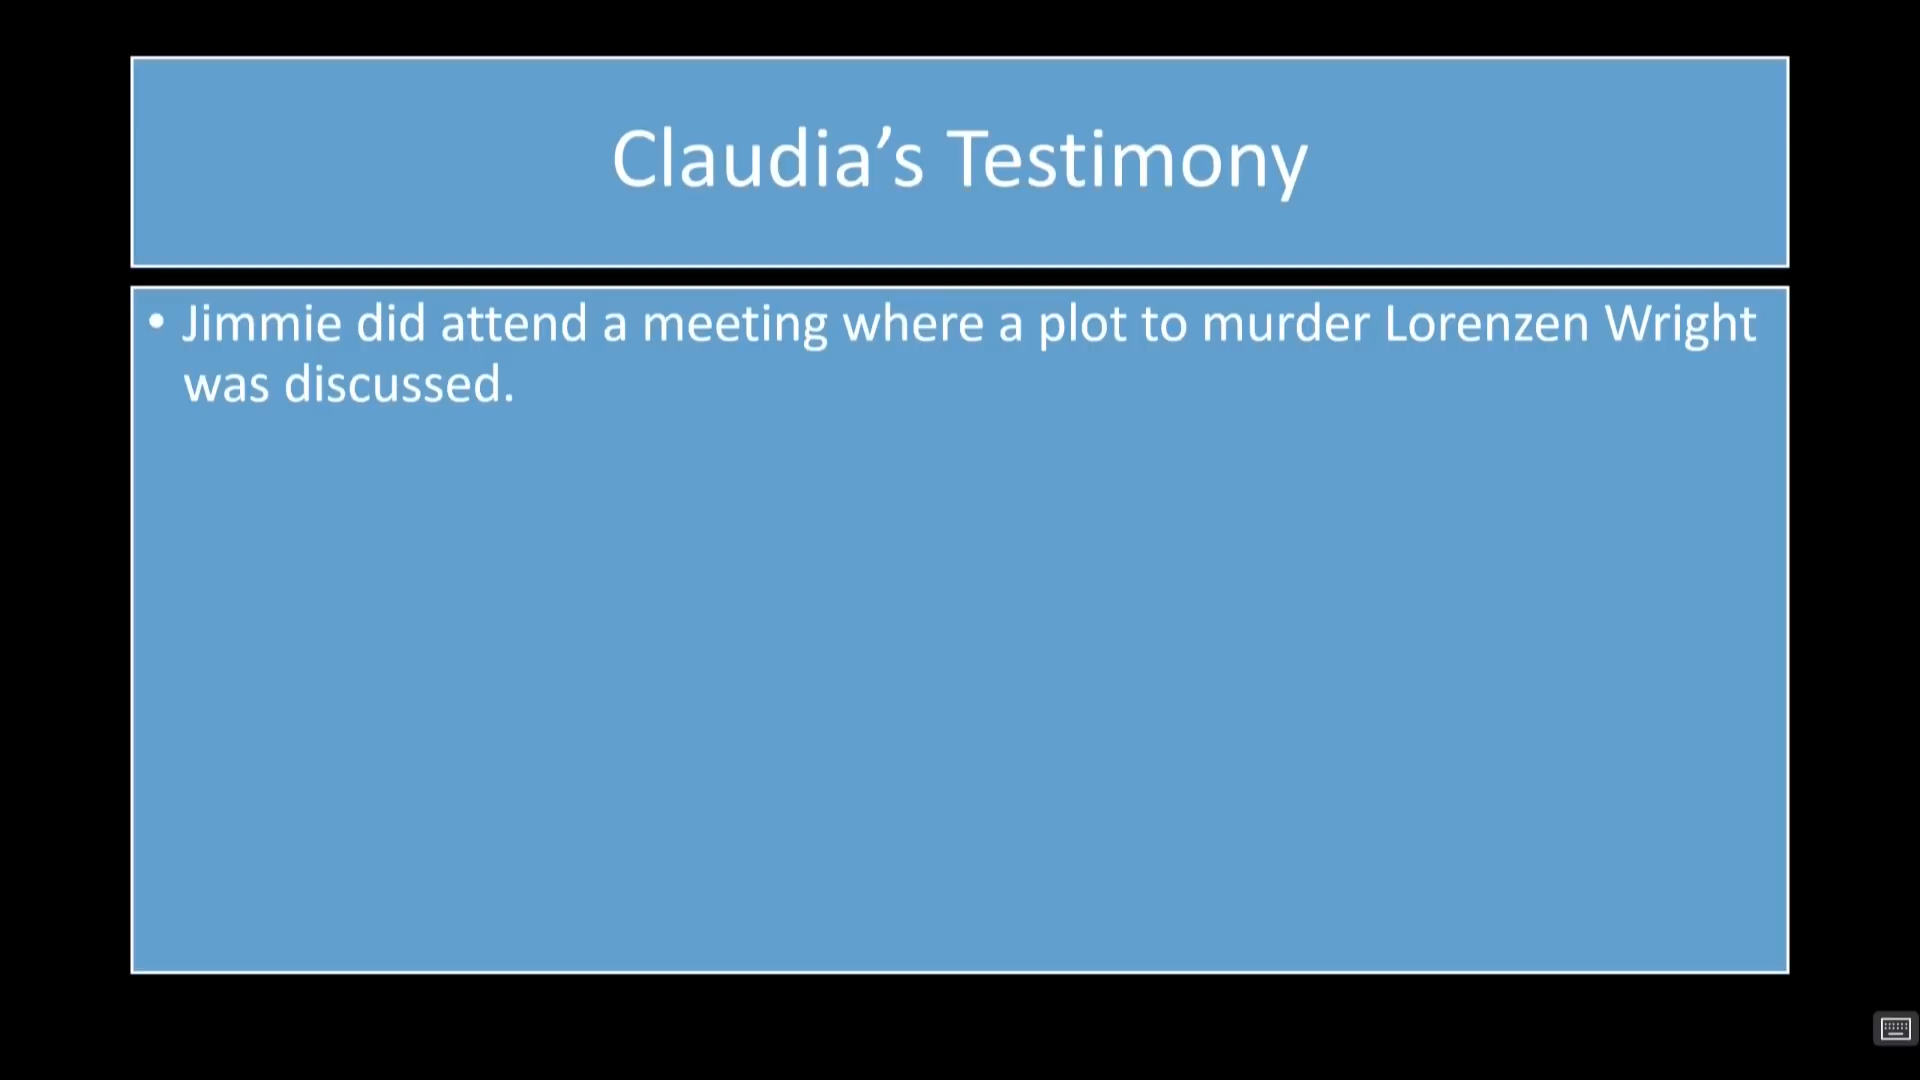 Claudia’s Testimony
• Jimmie did attend a meeting where a plot to murder Lorenzen Wright
was discussed.